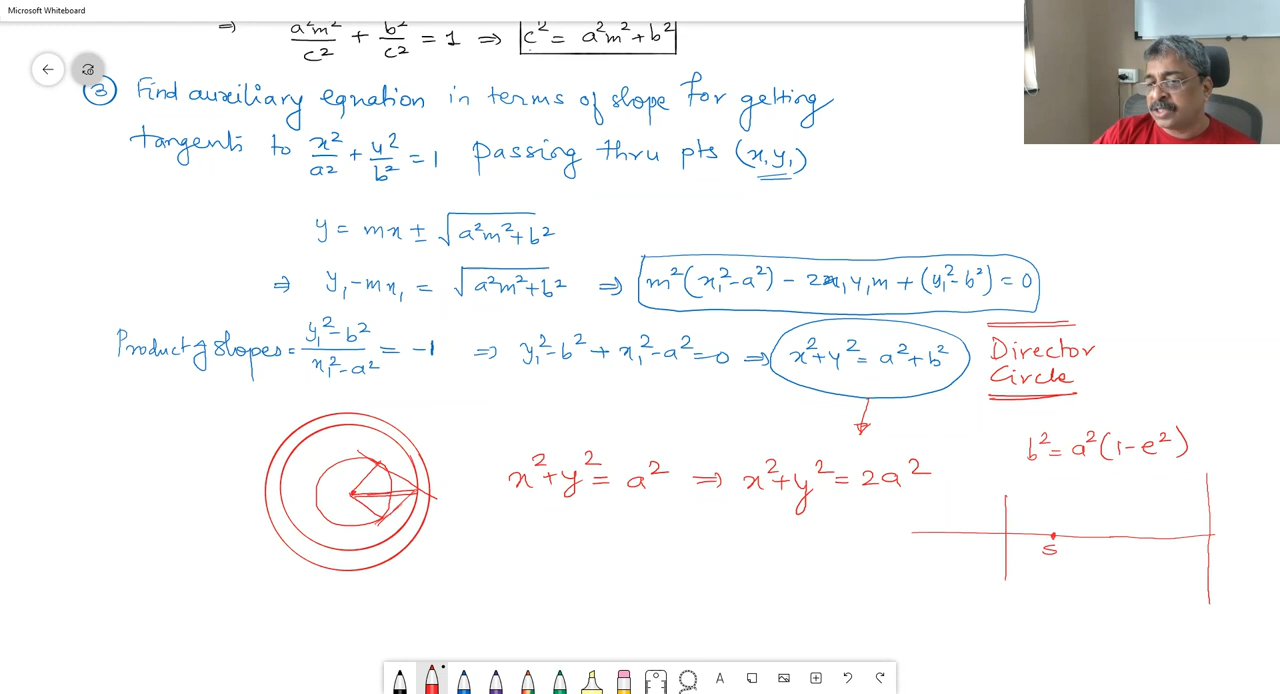 Microsoft Whiteboard
⇒ a²m²/c² + b²/c² = 1 ⇒ c² = a²m² + b²
③ Find auxiliary equation in terms of slope for getting
tangents to x²/a² + y²/b² = 1 passing thru pts (x₁y₁)
y = mx ± √a²m²+b²
⇒ y₁-mx₁ = √a²m²+b² ⇒ m²(x₁²-a²) - 2x₁y₁m + (y₁²-b²) = 0
Product of slopes = y₁²-b²/x₁²-a² = -1 ⇒ y₁²-b²+x₁²-a²=0 ⇒ x²+y² = a²+b² Director
Circle
b² = a²(1-e²)
x²+y² = a² ⇒ x²+y² = 2a²
S
A